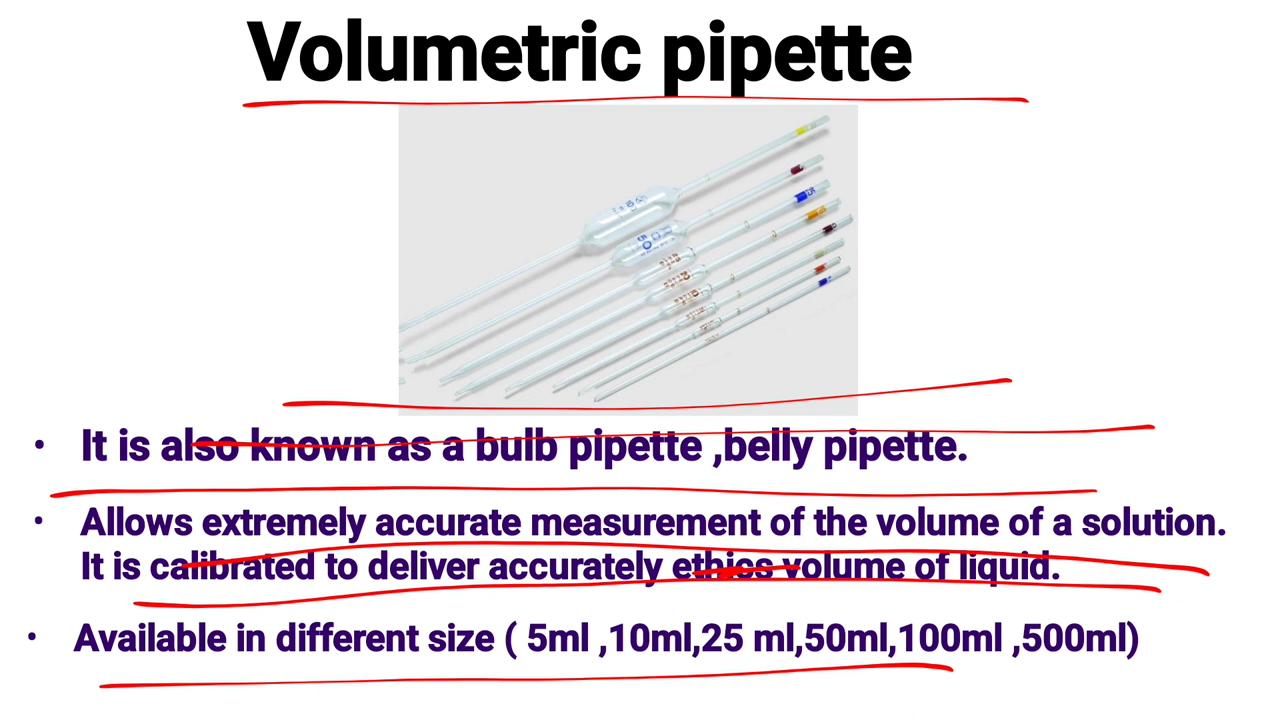 Volumetric pipette
• It is also known as a bulb pipette ,belly pipette.
• Allows extremely accurate measurement of the volume of a solution.
It is calibrated to deliver accurately ethics volume of liquid.
• Available in different size ( 5ml ,10ml,25 ml,50ml,100ml ,500ml)